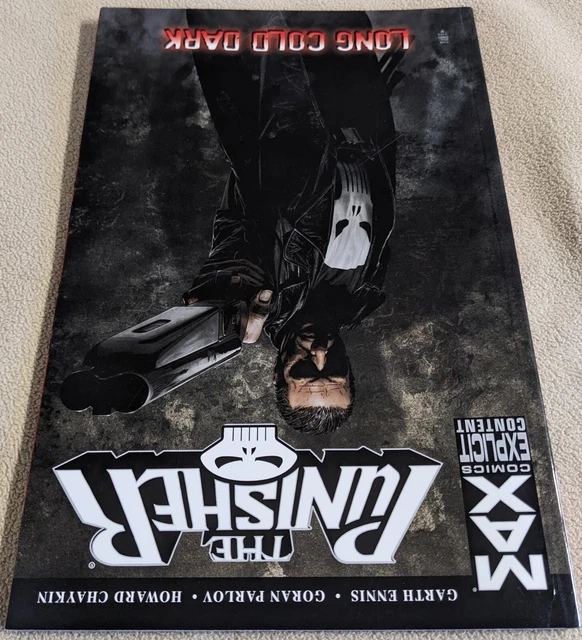 GARTH ENNIS • GORAN PARLOV • HOWARD CHAYKIN
MAX
COMICS
EXPLICIT
CONTENT
THE
PUNISHER®
LONG COLD DARK